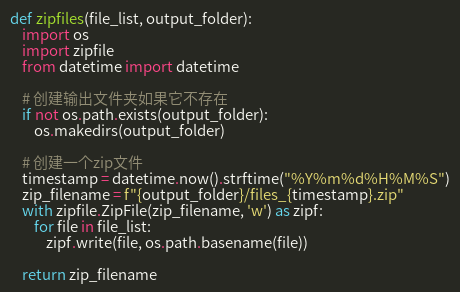 def zipfiles(file_list, output_folder):
    import os
    import zipfile
    from datetime import datetime

    # 创建输出文件夹如果它不存在
    if not os.path.exists(output_folder):
        os.makedirs(output_folder)

    # 创建一个zip文件
    timestamp = datetime.now().strftime("%Y%m%d%H%M%S")
    zip_filename = f"{output_folder}/files_{timestamp}.zip"
    with zipfile.ZipFile(zip_filename, 'w') as zipf:
        for file in file_list:
            zipf.write(file, os.path.basename(file))

    return zip_filename